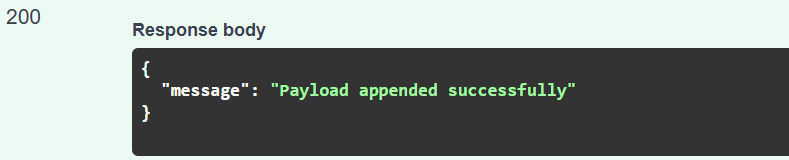 200
Response body
{
  "message": "Payload appended successfully"
}